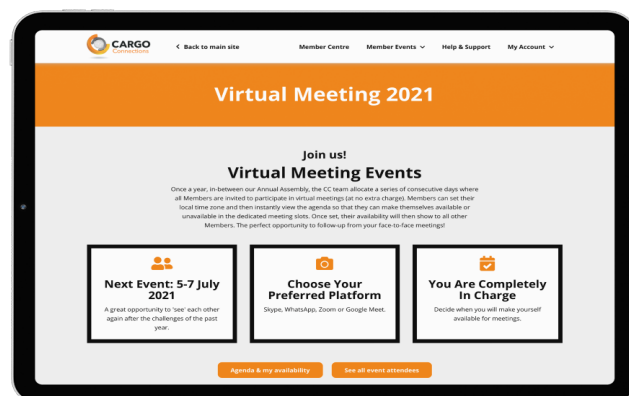 CARGO
Connections
Back to main site
Member Centre
Member Events
Help & Support
My Account
Virtual Meeting 2021
Join us!
Virtual Meeting Events
Once a year, in-between our Annual Assembly, the CC team allocate a series of consecutive days where
all Members are invited to participate in virtual meetings (at no extra charge). Members can set their
local time zone and then instantly view the agenda so that they can make themselves available or
unavailable in the dedicated meeting slots. Once set, their availability will then show to all other
Members. The perfect opportunity to follow-up from your face-to-face meetings!
Next Event: 5-7 July
2021
A great opportunity to 'see' each other
again after the challenges of the past
year.
Choose Your
Preferred Platform
Skype, WhatsApp, Zoom or Google Meet.
You Are Completely
In Charge
Decide when you will make yourself
available for meetings.
Agenda & my availability
See all event attendees